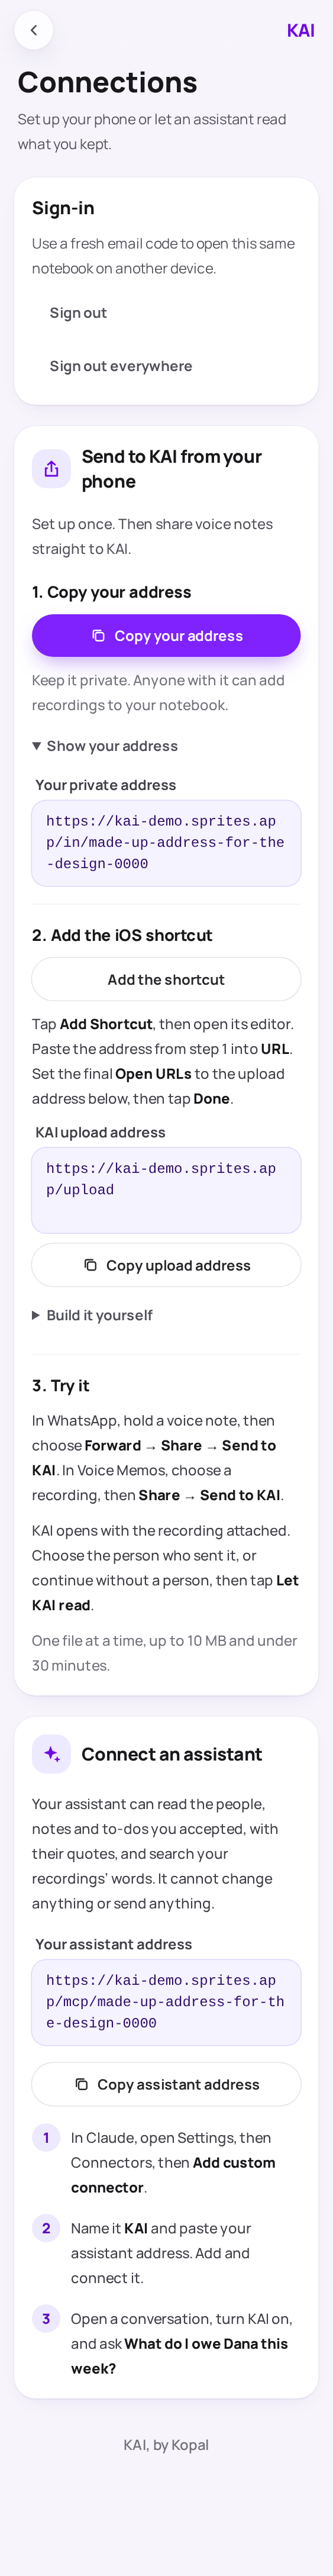 KAI
Connections
Set up your phone or let an assistant read
what you kept.
Sign-in
Use a fresh email code to open this same
notebook on another device.
Sign out
Sign out everywhere
Send to KAI from your
phone
Set up once. Then share voice notes
straight to KAI.
1. Copy your address
Copy your address
Keep it private. Anyone with it can add
recordings to your notebook.
▼ Show your address
Your private address
https://kai-demo.sprites.ap
p/in/made-up-address-for-the
-design-0000
2. Add the iOS shortcut
Add the shortcut
Tap Add Shortcut, then open its editor.
Paste the address from step 1 into URL.
Set the final Open URLs to the upload
address below, then tap Done.
KAI upload address
https://kai-demo.sprites.ap
p/upload
Copy upload address
▶ Build it yourself
3. Try it
In WhatsApp, hold a voice note, then
choose Forward → Share → Send to
KAI. In Voice Memos, choose a
recording, then Share → Send to KAI.
KAI opens with the recording attached.
Choose the person who sent it, or
continue without a person, then tap Let
KAI read.
One file at a time, up to 10 MB and under
30 minutes.
Connect an assistant
Your assistant can read the people,
notes and to-dos you accepted, with
their quotes, and search your
recordings' words. It cannot change
anything or send anything.
Your assistant address
https://kai-demo.sprites.ap
p/mcp/made-up-address-for-th
e-design-0000
Copy assistant address
1 In Claude, open Settings, then
Connectors, then Add custom
connector.
2 Name it KAI and paste your
assistant address. Add and
connect it.
3 Open a conversation, turn KAI on,
and ask What do I owe Dana this
week?
KAI, by Kopal